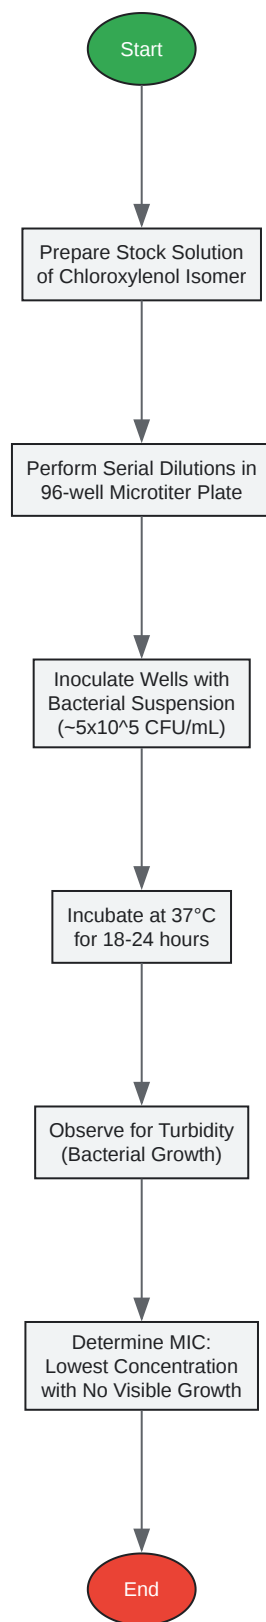 Start
Prepare Stock Solution
of Chloroxylenol Isomer
Perform Serial Dilutions in
96-well Microtiter Plate
Inoculate Wells with
Bacterial Suspension
(~5x10^5 CFU/mL)
Incubate at 37°C
for 18-24 hours
Observe for Turbidity
(Bacterial Growth)
Determine MIC:
Lowest Concentration
with No Visible Growth
End